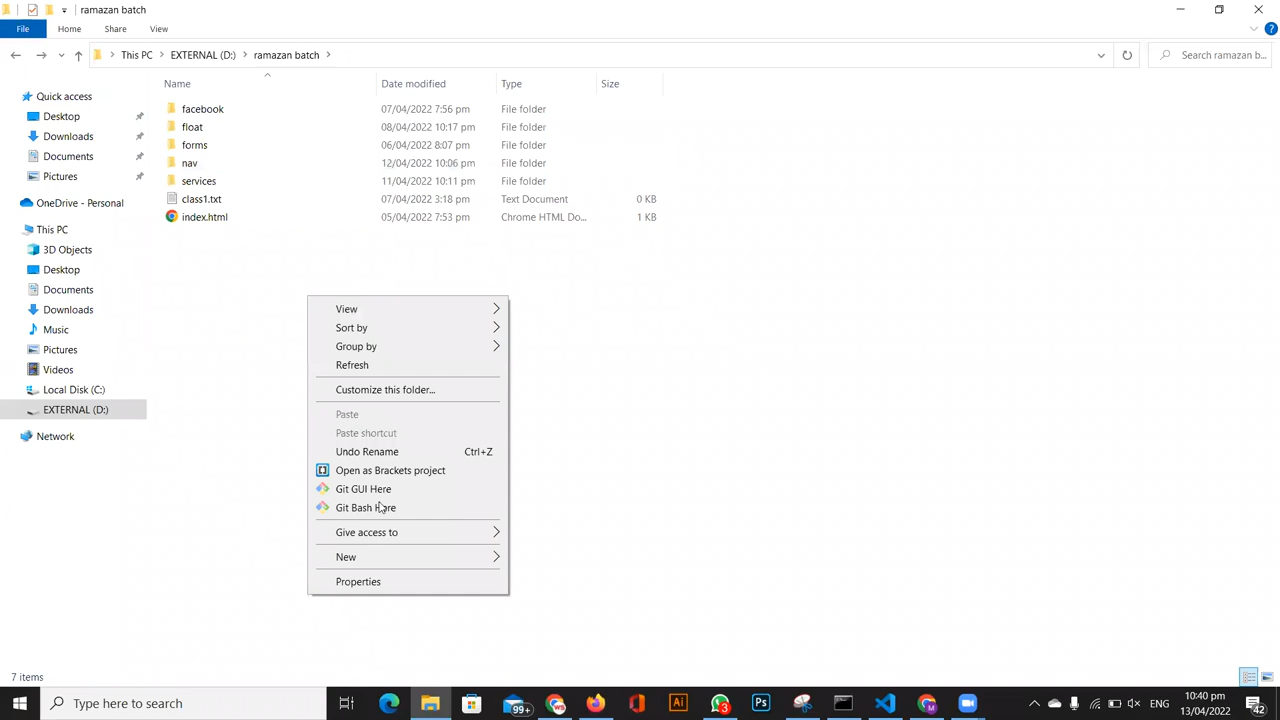 ramazan batch
File Home Share View
This PC EXTERNAL (D:) ramazan batch
Search ramazan b...
Name Date modified Type Size
facebook 07/04/2022 7:56 pm File folder
float 08/04/2022 10:17 pm File folder
forms 06/04/2022 8:07 pm File folder
nav 12/04/2022 10:06 pm File folder
services 11/04/2022 10:11 pm File folder
class1.txt 07/04/2022 3:18 pm Text Document 0 KB
index.html 05/04/2022 7:53 pm Chrome HTML Do... 1 KB
Quick access
Desktop
Downloads
Documents
Pictures
OneDrive - Personal
This PC
3D Objects
Desktop
Documents
Downloads
Music
Pictures
Videos
Local Disk (C:)
EXTERNAL (D:)
Network
View
Sort by
Group by
Refresh
Customize this folder...
Paste
Paste shortcut
Undo Rename Ctrl+Z
Open as Brackets project
Git GUI Here
Git Bash Here
Give access to
New
Properties
7 items
Type here to search
99+
3
Ps
Ai
M
ENG
10:40 pm
13/04/2022
42